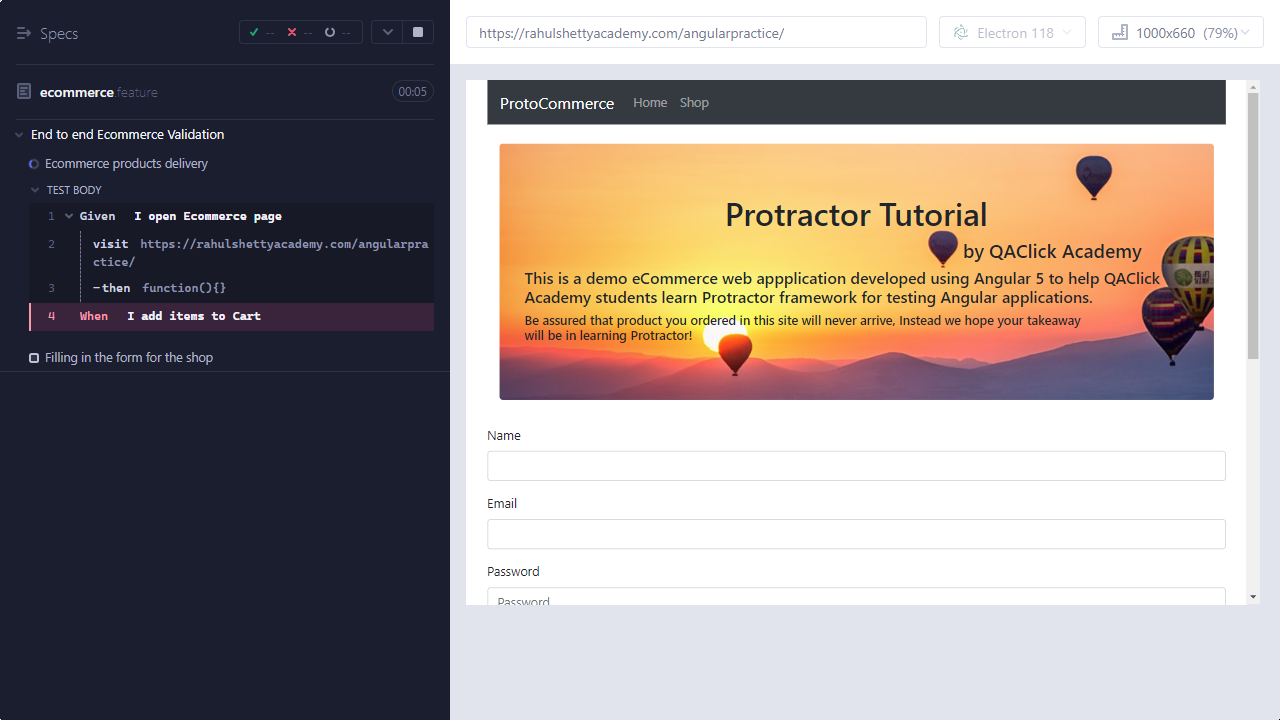 Specs
-- -- --
ecommerce.feature
00:05
End to end Ecommerce Validation
Ecommerce products delivery
TEST BODY
1 Given I open Ecommerce page
2 visit https://rahulshettyacademy.com/angularpra
ctice/
3 -then function(){}
4 When I add items to Cart
Filling in the form for the shop
https://rahulshettyacademy.com/angularpractice/
Electron 118
1000x660 (79%)
ProtoCommerce Home Shop
Protractor Tutorial
by QAClick Academy
This is a demo eCommerce web appplication developed using Angular 5 to help QAClick
Academy students learn Protractor framework for testing Angular applications.
Be assured that product you ordered in this site will never arrive, Instead we hope your takeaway
will be in learning Protractor!
Name
Email
Password
Password